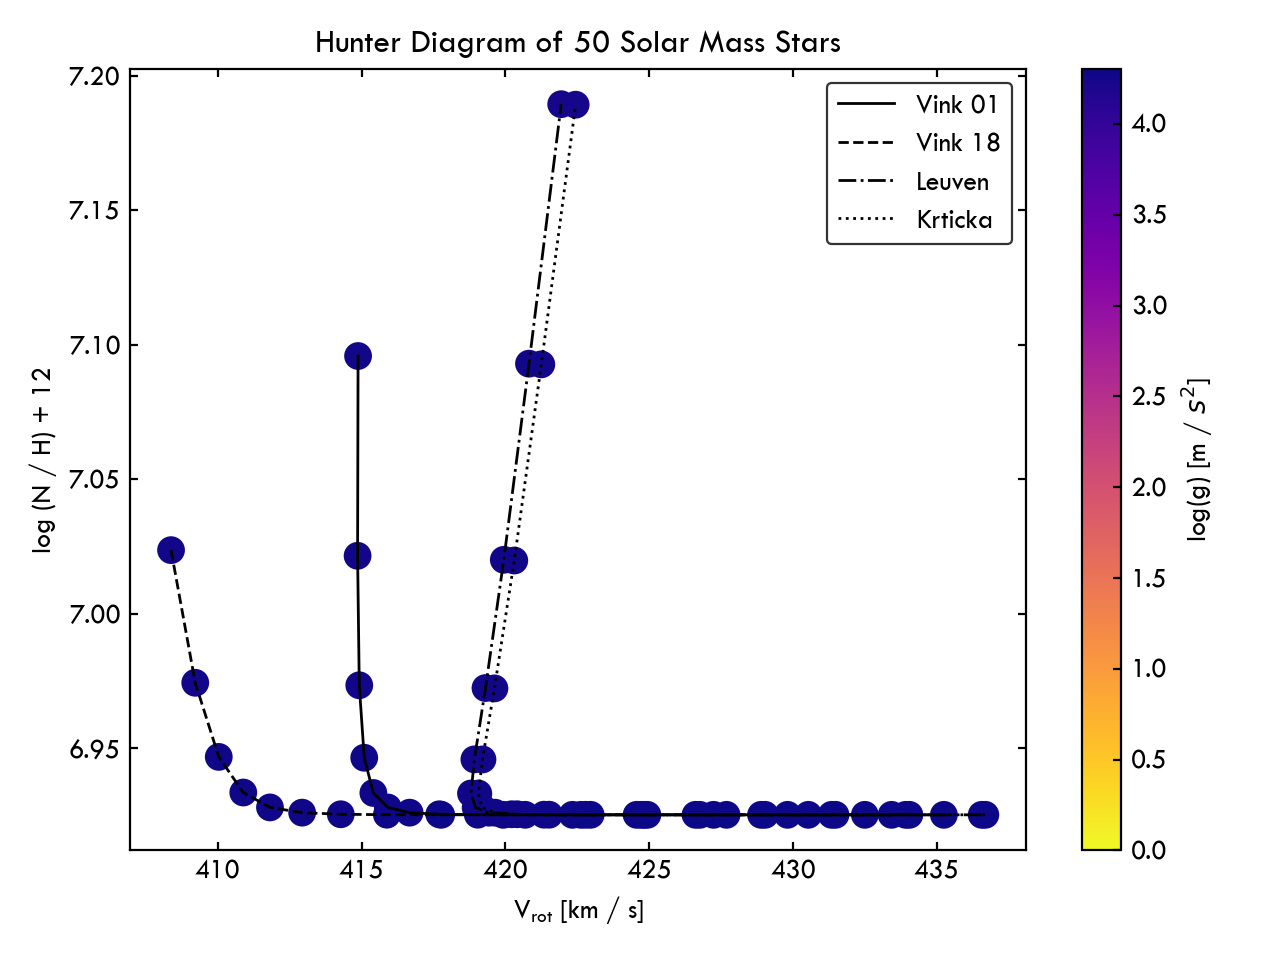 Hunter Diagram of 50 Solar Mass Stars
7.20
7.15
7.10
7.05
7.00
6.95
log (N / H) + 12
410
415
420
425
430
435
V_rot [km / s]
Vink 01
Vink 18
Leuven
Krticka
4.0
3.5
3.0
2.5
2.0
1.5
1.0
0.5
0.0
log(g) [m / s²]